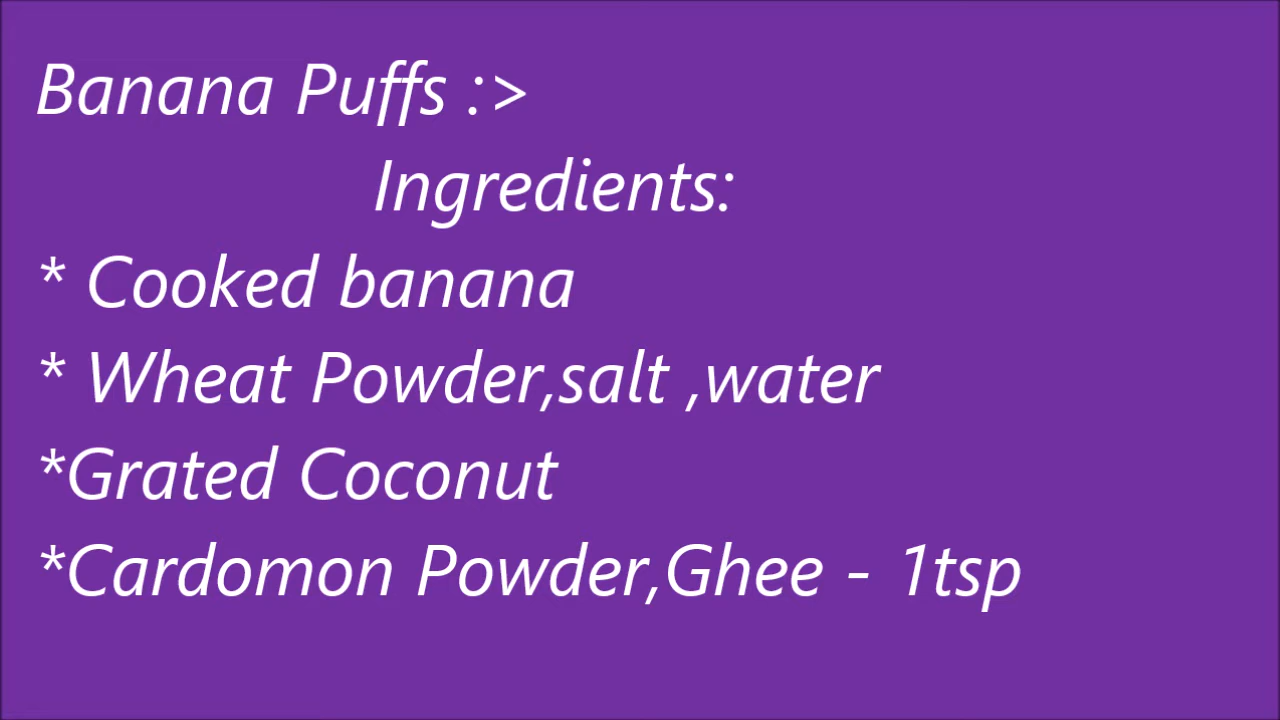 Banana Puffs :>
Ingredients:
* Cooked banana
* Wheat Powder,salt ,water
*Grated Coconut
*Cardomon Powder,Ghee - 1tsp